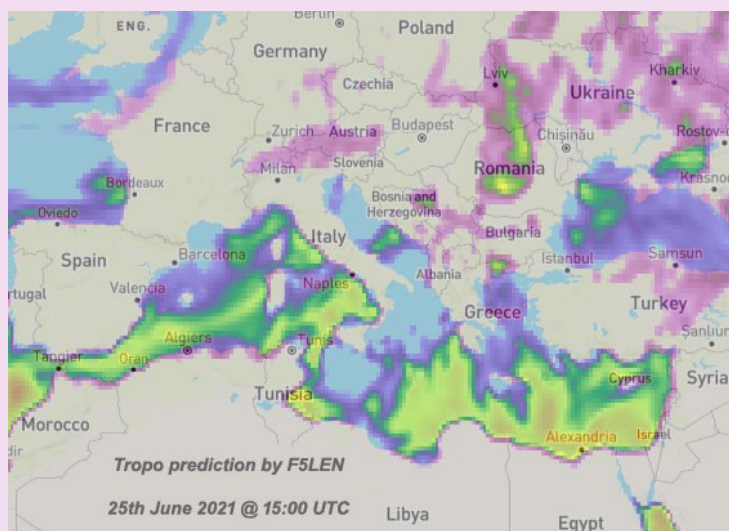 Berlin
ENG.
Poland
Germany
Lviv
Kharkiv
Czechia
Ukraine
France
Zurich
Austria
Budapest
Chișinău
Rostov-
Milan
Slovenia
Romania
Bordeaux
Krasno
Oviedo
Bosnia and
Herzegovina
Italy
Bulgaria
Spain
Barcelona
Albania
Istanbul
Samsun
ortugal
Valencia
Naples
Greece
Turkey
Şanlıur
Tangier
Oran
Algiers
Tunis
Cyprus
Syria
Tunisia
Morocco
Alexandria
Israel
Tropo prediction by F5LEN
25th June 2021 @ 15:00 UTC
Libya
Egypt